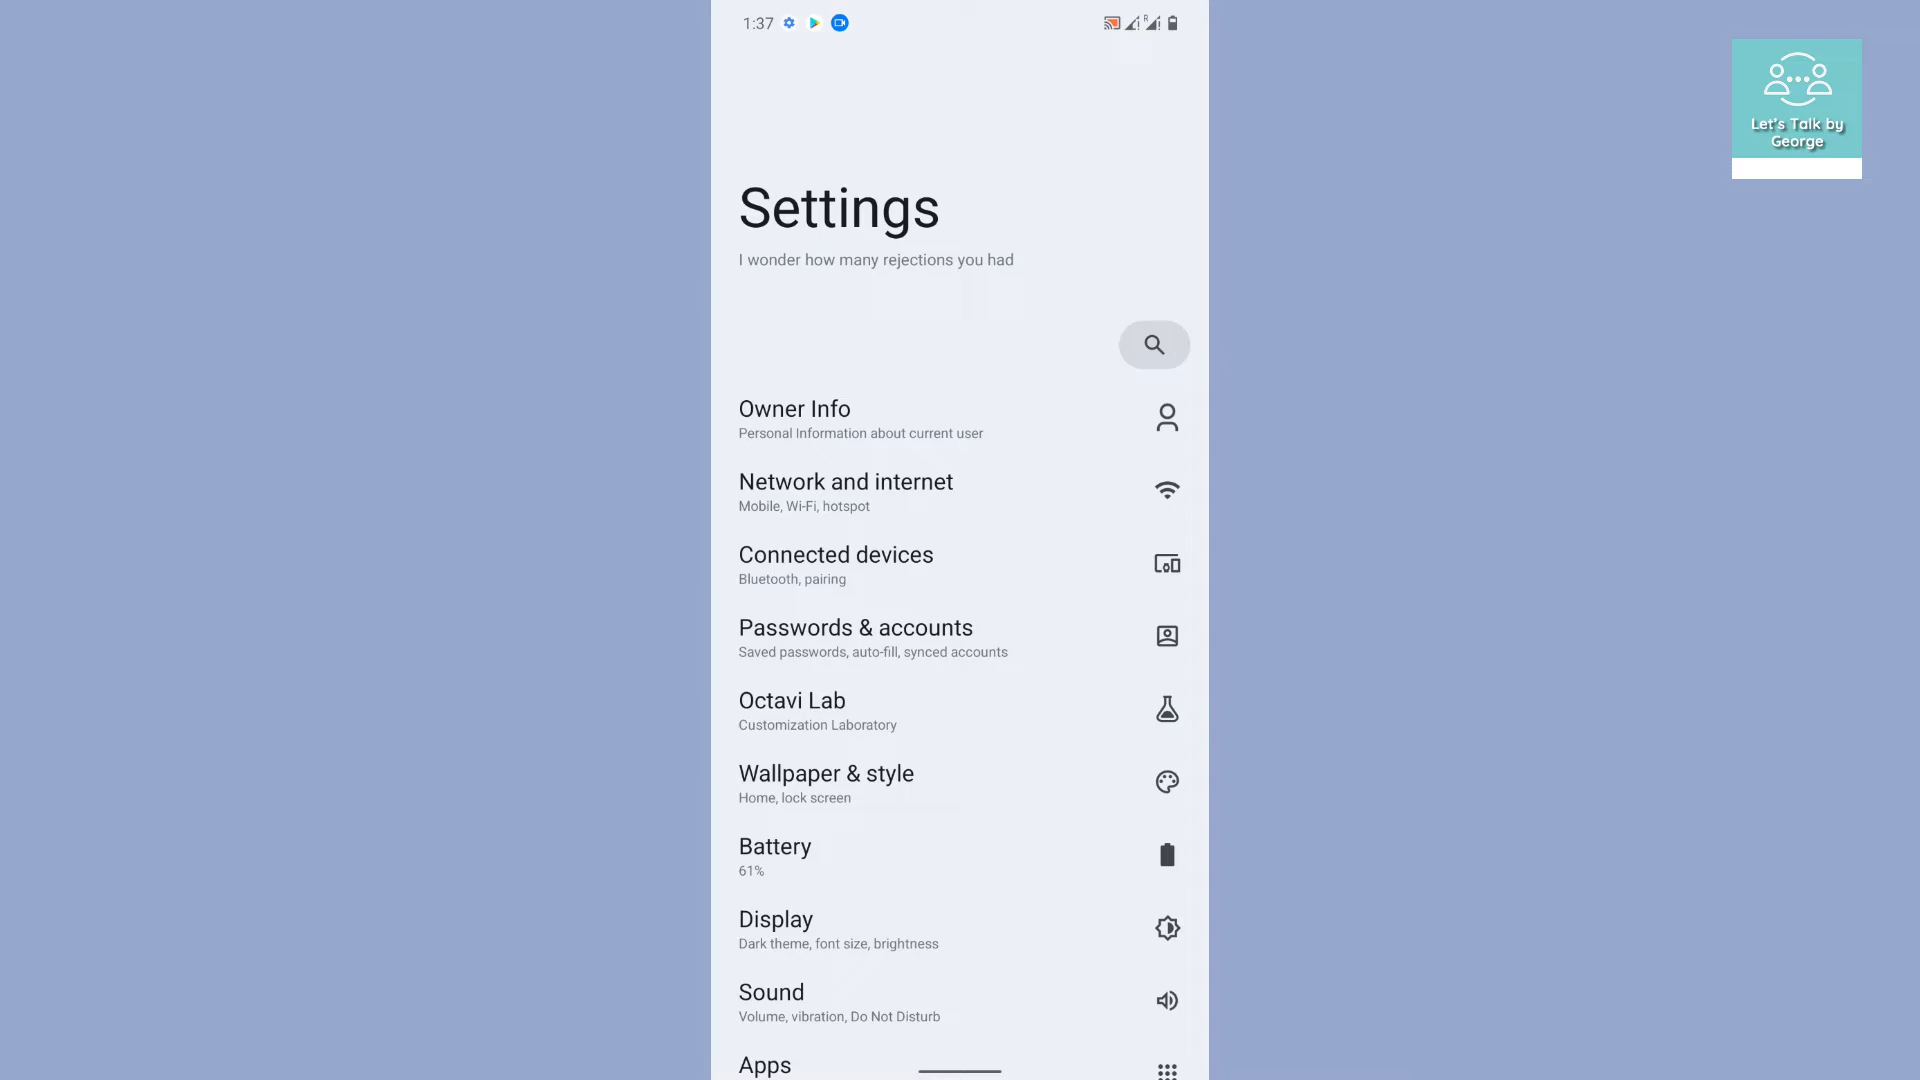 1:37
R
Let's Talk by
George
Settings
I wonder how many rejections you had
Owner Info
Personal Information about current user
Network and internet
Mobile, Wi-Fi, hotspot
Connected devices
Bluetooth, pairing
Passwords & accounts
Saved passwords, auto-fill, synced accounts
Octavi Lab
Customization Laboratory
Wallpaper & style
Home, lock screen
Battery
61%
Display
Dark theme, font size, brightness
Sound
Volume, vibration, Do Not Disturb
Apps